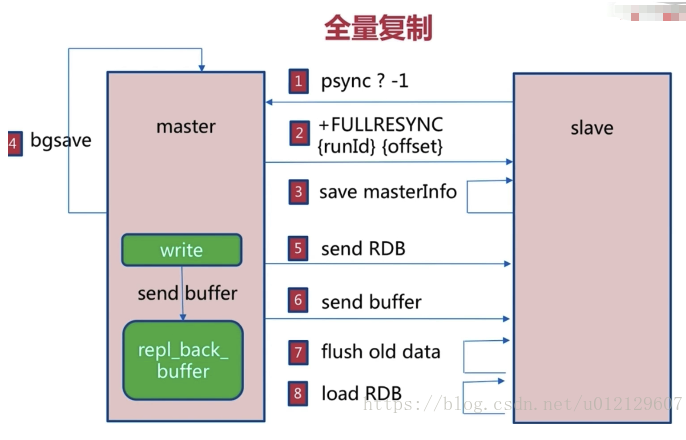 全量复制
1 psync ? -1
master
slave
2 +FULLRESYNC
{runId} {offset}
4 bgsave
3 save masterInfo
write
5 send RDB
send buffer
6 send buffer
repl_back_
buffer
7 flush old data
8 load RDB
https://blog.csdn.net/u012129607